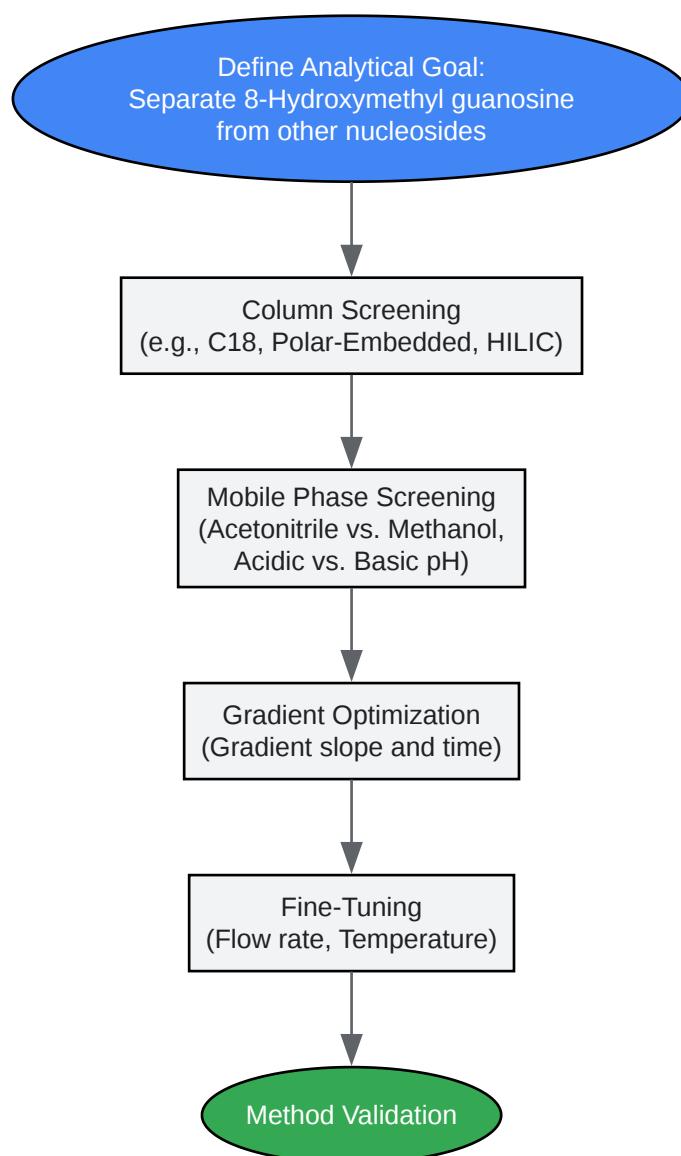 Define Analytical Goal:
Separate 8-Hydroxymethyl guanosine
from other nucleosides
Column Screening
(e.g., C18, Polar-Embedded, HILIC)
Mobile Phase Screening
(Acetonitrile vs. Methanol,
Acidic vs. Basic pH)
Gradient Optimization
(Gradient slope and time)
Fine-Tuning
(Flow rate, Temperature)
Method Validation